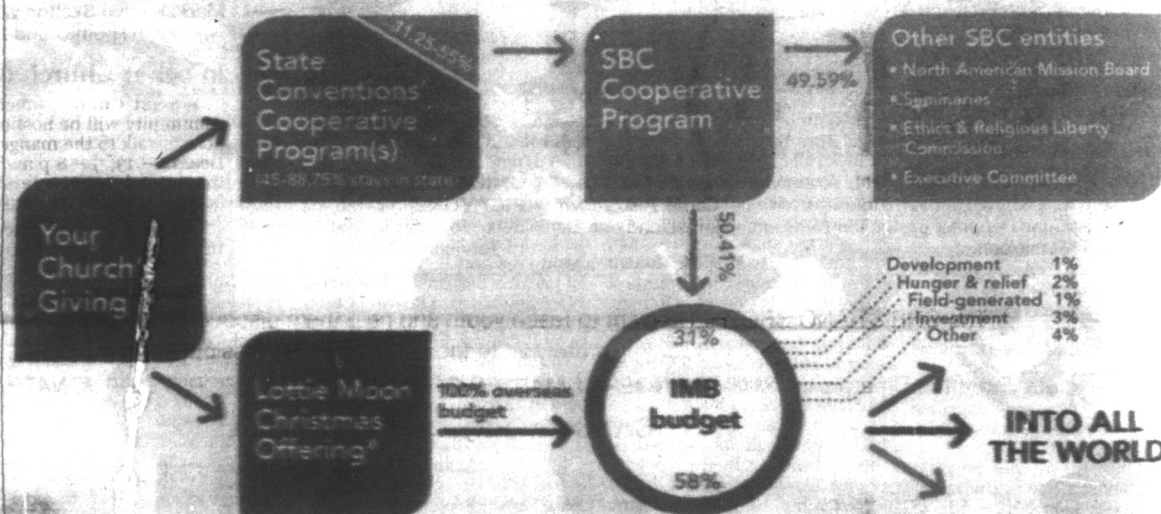 State
Conventions'
Cooperative
Program(s)
(45-88.75% stays in state)
11.25-55%
SBC
Cooperative
Program
49.59%
Other SBC entities
• North American Mission Board
• Seminaries
• Ethics & Religious Liberty
Commission
• Executive Committee
Your
Church's
Giving
50.41%
Development 1%
Hunger & relief 2%
Field-generated 1%
Investment 3%
Other 4%
Lottie Moon
Christmas
Offering®
100% overseas
budget
31%
IMB
budget
58%
INTO ALL
THE WORLD